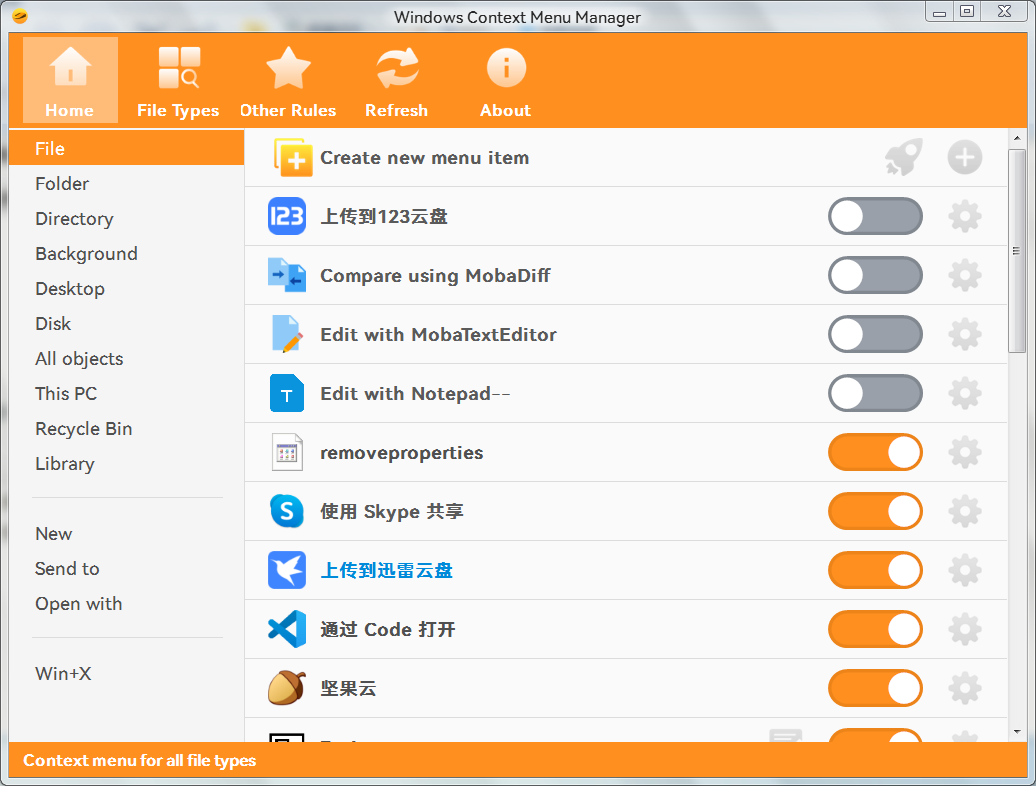 Windows Context Menu Manager
Home
File Types
Other Rules
Refresh
About
File
Folder
Directory
Background
Desktop
Disk
All objects
This PC
Recycle Bin
Library
New
Send to
Open with
Win+X
Create new menu item
123
上传到123云盘
Compare using MobaDiff
Edit with MobaTextEditor
T
Edit with Notepad--
removeproperties
S
使用 Skype 共享
上传到迅雷云盘
通过 Code 打开
坚果云
Context menu for all file types